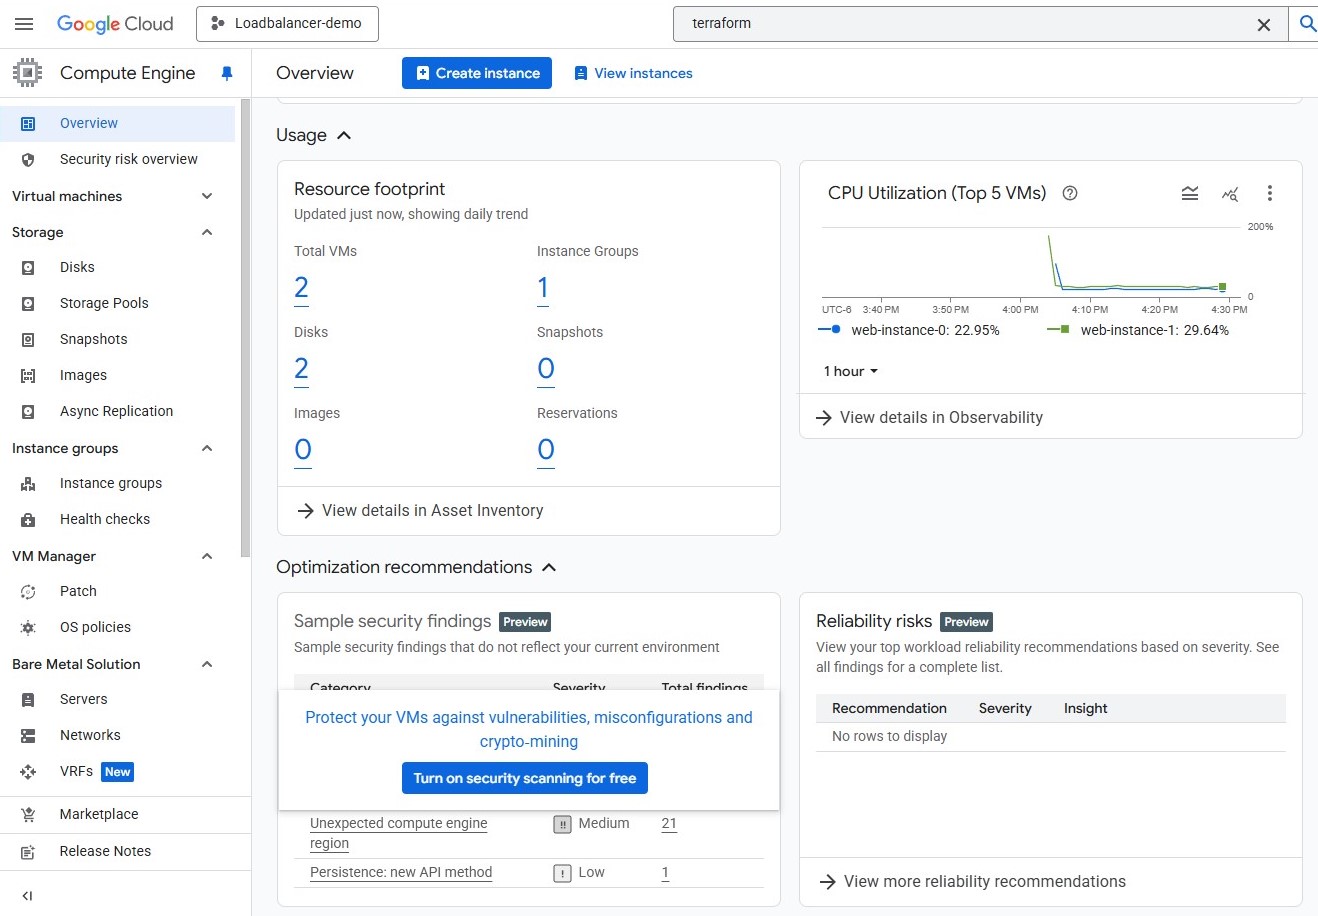 Google Cloud
Loadbalancer-demo
terraform
Compute Engine
Overview
Create instance
View instances
Overview
Security risk overview
Virtual machines
Storage
Disks
Storage Pools
Snapshots
Images
Async Replication
Instance groups
Instance groups
Health checks
VM Manager
Patch
OS policies
Bare Metal Solution
Servers
Networks
VRFs New
Marketplace
Release Notes
Usage
Resource footprint
Updated just now, showing daily trend
Total VMs
2
Instance Groups
1
Disks
2
Snapshots
0
Images
0
Reservations
0
View details in Asset Inventory
CPU Utilization (Top 5 VMs)
200%
0
UTC-6 3:40 PM 3:50 PM 4:00 PM 4:10 PM 4:20 PM 4:30 PM
web-instance-0: 22.95% web-instance-1: 29.64%
1 hour
View details in Observability
Optimization recommendations
Sample security findings Preview
Sample security findings that do not reflect your current environment
Category Severity Total findings
Protect your VMs against vulnerabilities, misconfigurations and
crypto-mining
Turn on security scanning for free
Unexpected compute engine Medium 21
region
Persistence: new API method Low 1
Reliability risks Preview
View your top workload reliability recommendations based on severity. See
all findings for a complete list.
Recommendation Severity Insight
No rows to display
View more reliability recommendations